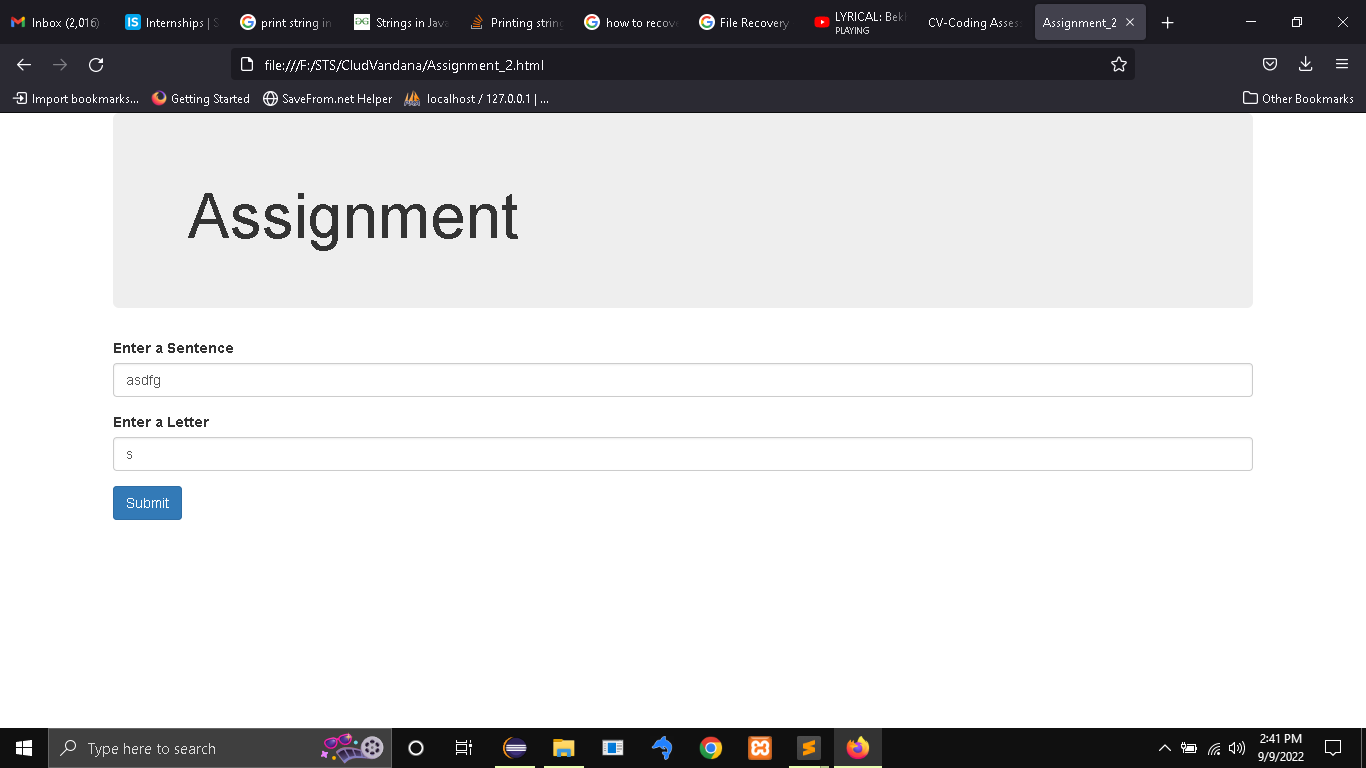 Inbox (2,016)
Internships | S
print string in
Strings in Java
Printing string
how to recove
File Recovery
LYRICAL: Bekl
PLAYING
CV-Coding Asses
Assignment_2
file:///F:/STS/CludVandana/Assignment_2.html
Import bookmarks...
Getting Started
SaveFrom.net Helper
localhost / 127.0.0.1 | ...
Other Bookmarks
Assignment
Enter a Sentence
asdfg
Enter a Letter
s
Submit
Type here to search
2:41 PM
9/9/2022